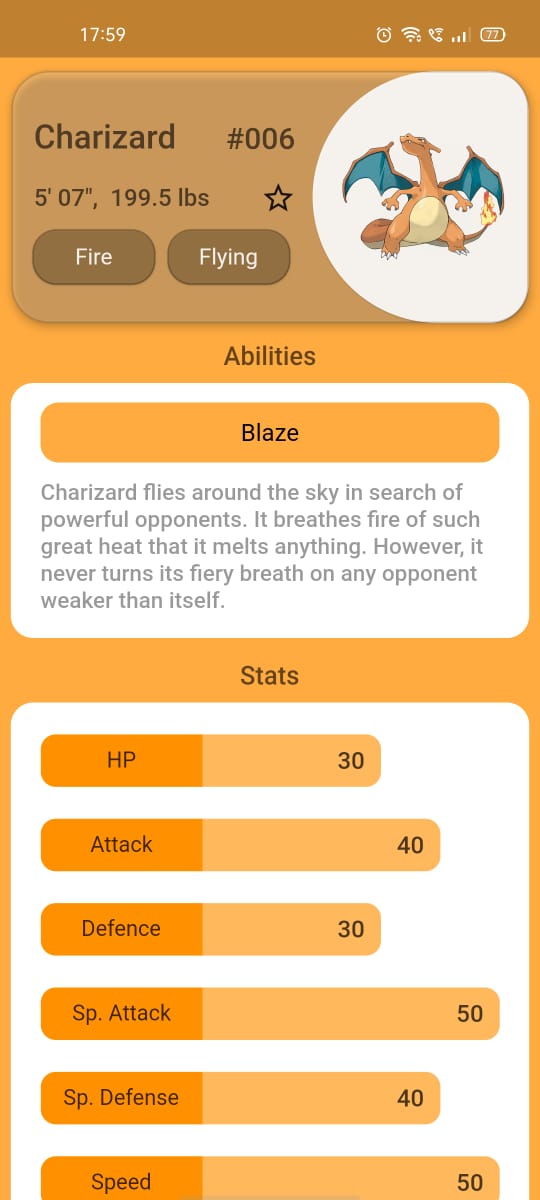 17:59
77
Charizard #006
5' 07", 199.5 lbs
Fire
Flying
Abilities
Blaze
Charizard flies around the sky in search of
powerful opponents. It breathes fire of such
great heat that it melts anything. However, it
never turns its fiery breath on any opponent
weaker than itself.
Stats
HP 30
Attack 40
Defence 30
Sp. Attack 50
Sp. Defense 40
Speed 50